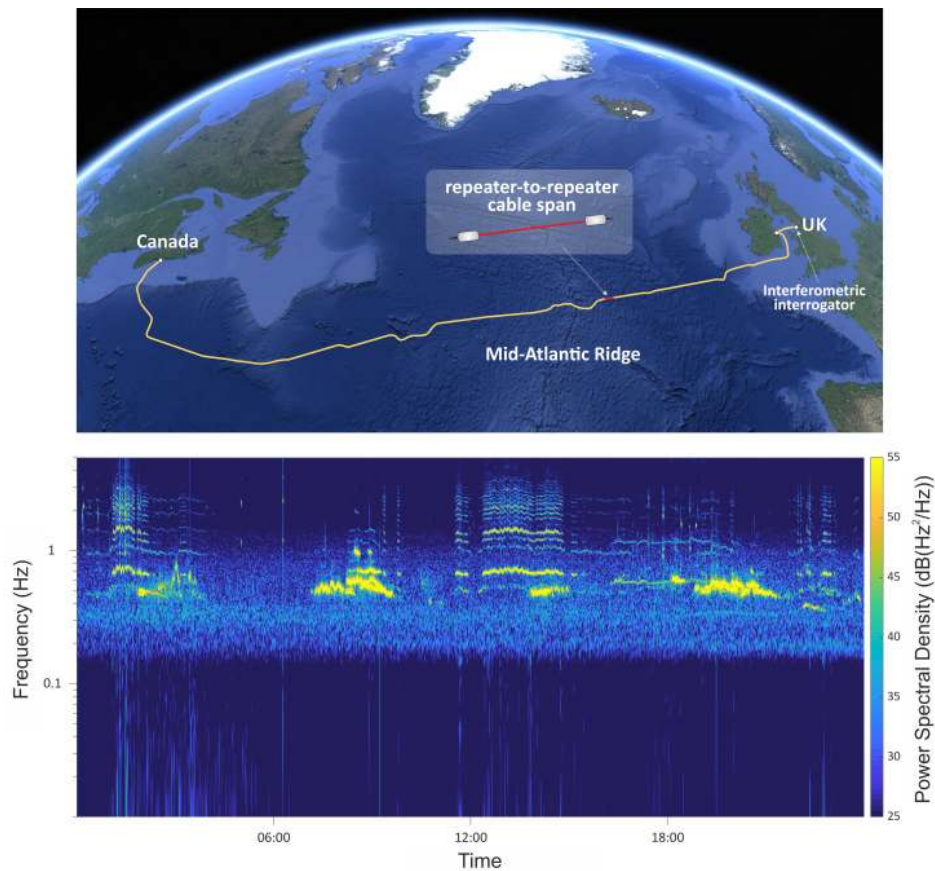 repeater-to-repeater
cable span
Canada
UK
Interferometric
interrogator
Mid-Atlantic Ridge
55
50
45
40
35
30
25
Power Spectral Density (dB(Hz²/Hz))
1
0.1
Frequency (Hz)
06:00
12:00
18:00
Time